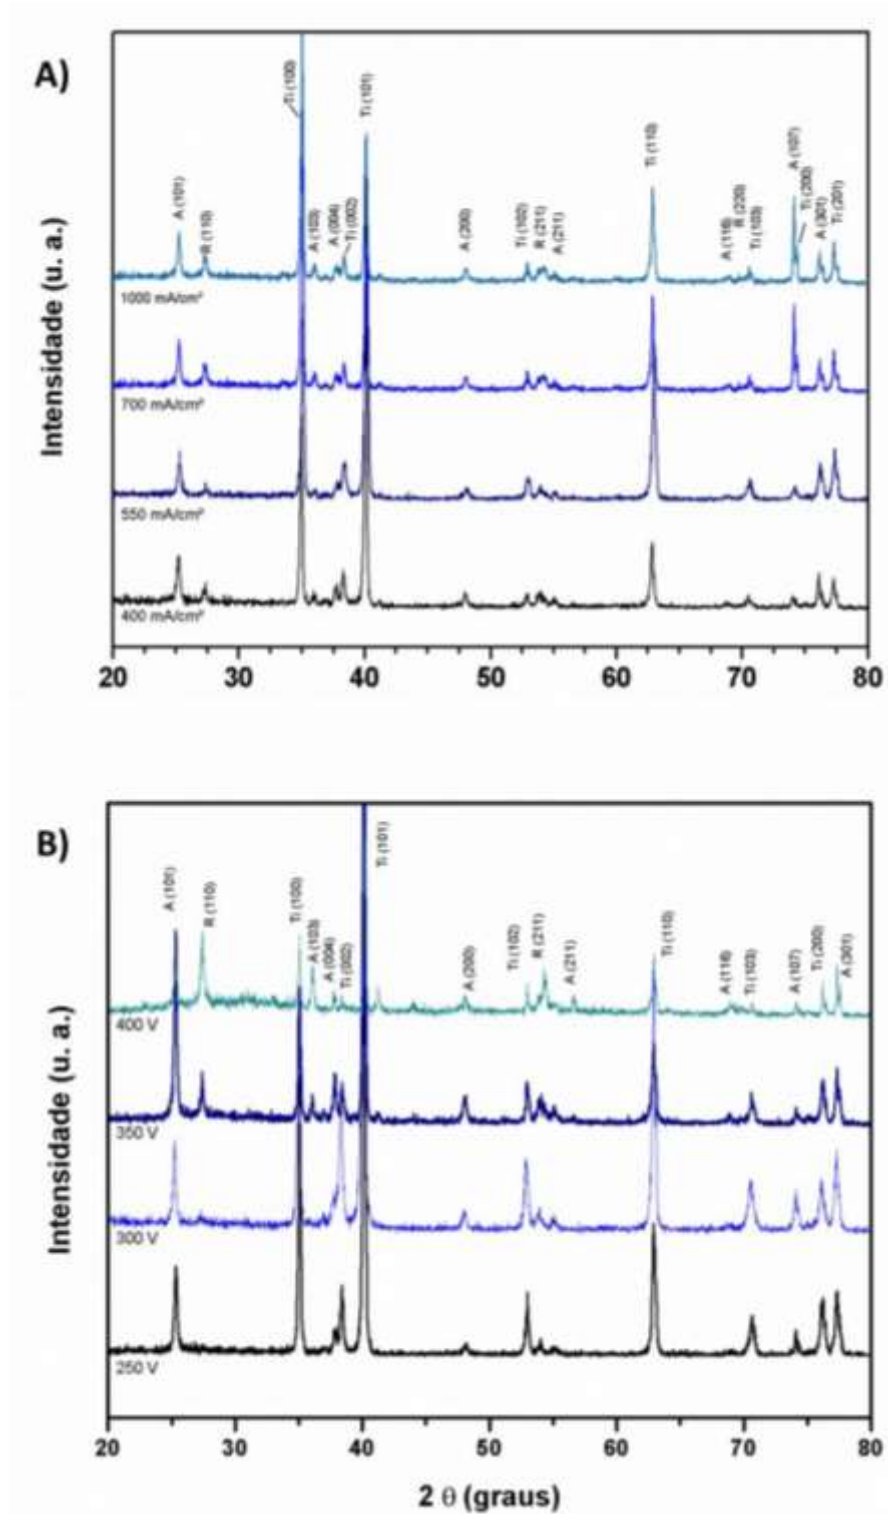 A)
Intensidade (u. a.)
A (101)
R (110)
Ti (100)
A (103)
A (004)
Ti (002)
Ti (101)
A (200)
Ti (102)
R (211)
A (211)
Ti (110)
A (116)
R (220)
Ti (103)
A (107)
Ti (200)
A (301)
Ti (201)
1000 mA/cm²
700 mA/cm²
550 mA/cm²
400 mA/cm²
20 30 40 50 60 70 80
B)
Intensidade (u. a.)
A (101)
R (110)
Ti (100)
A (103)
A (004)
Ti (002)
Ti (101)
A (200)
Ti (102)
R (211)
A (211)
Ti (110)
A (116)
Ti (103)
A (107)
Ti (200)
A (301)
400 V
350 V
300 V
250 V
20 30 40 50 60 70 80
2 θ (graus)